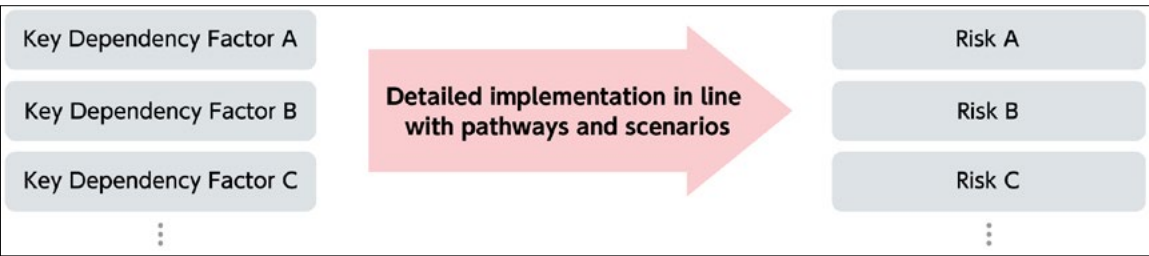 Key Dependency Factor A
Key Dependency Factor B
Key Dependency Factor C
Detailed implementation in line
with pathways and scenarios
Risk A
Risk B
Risk C